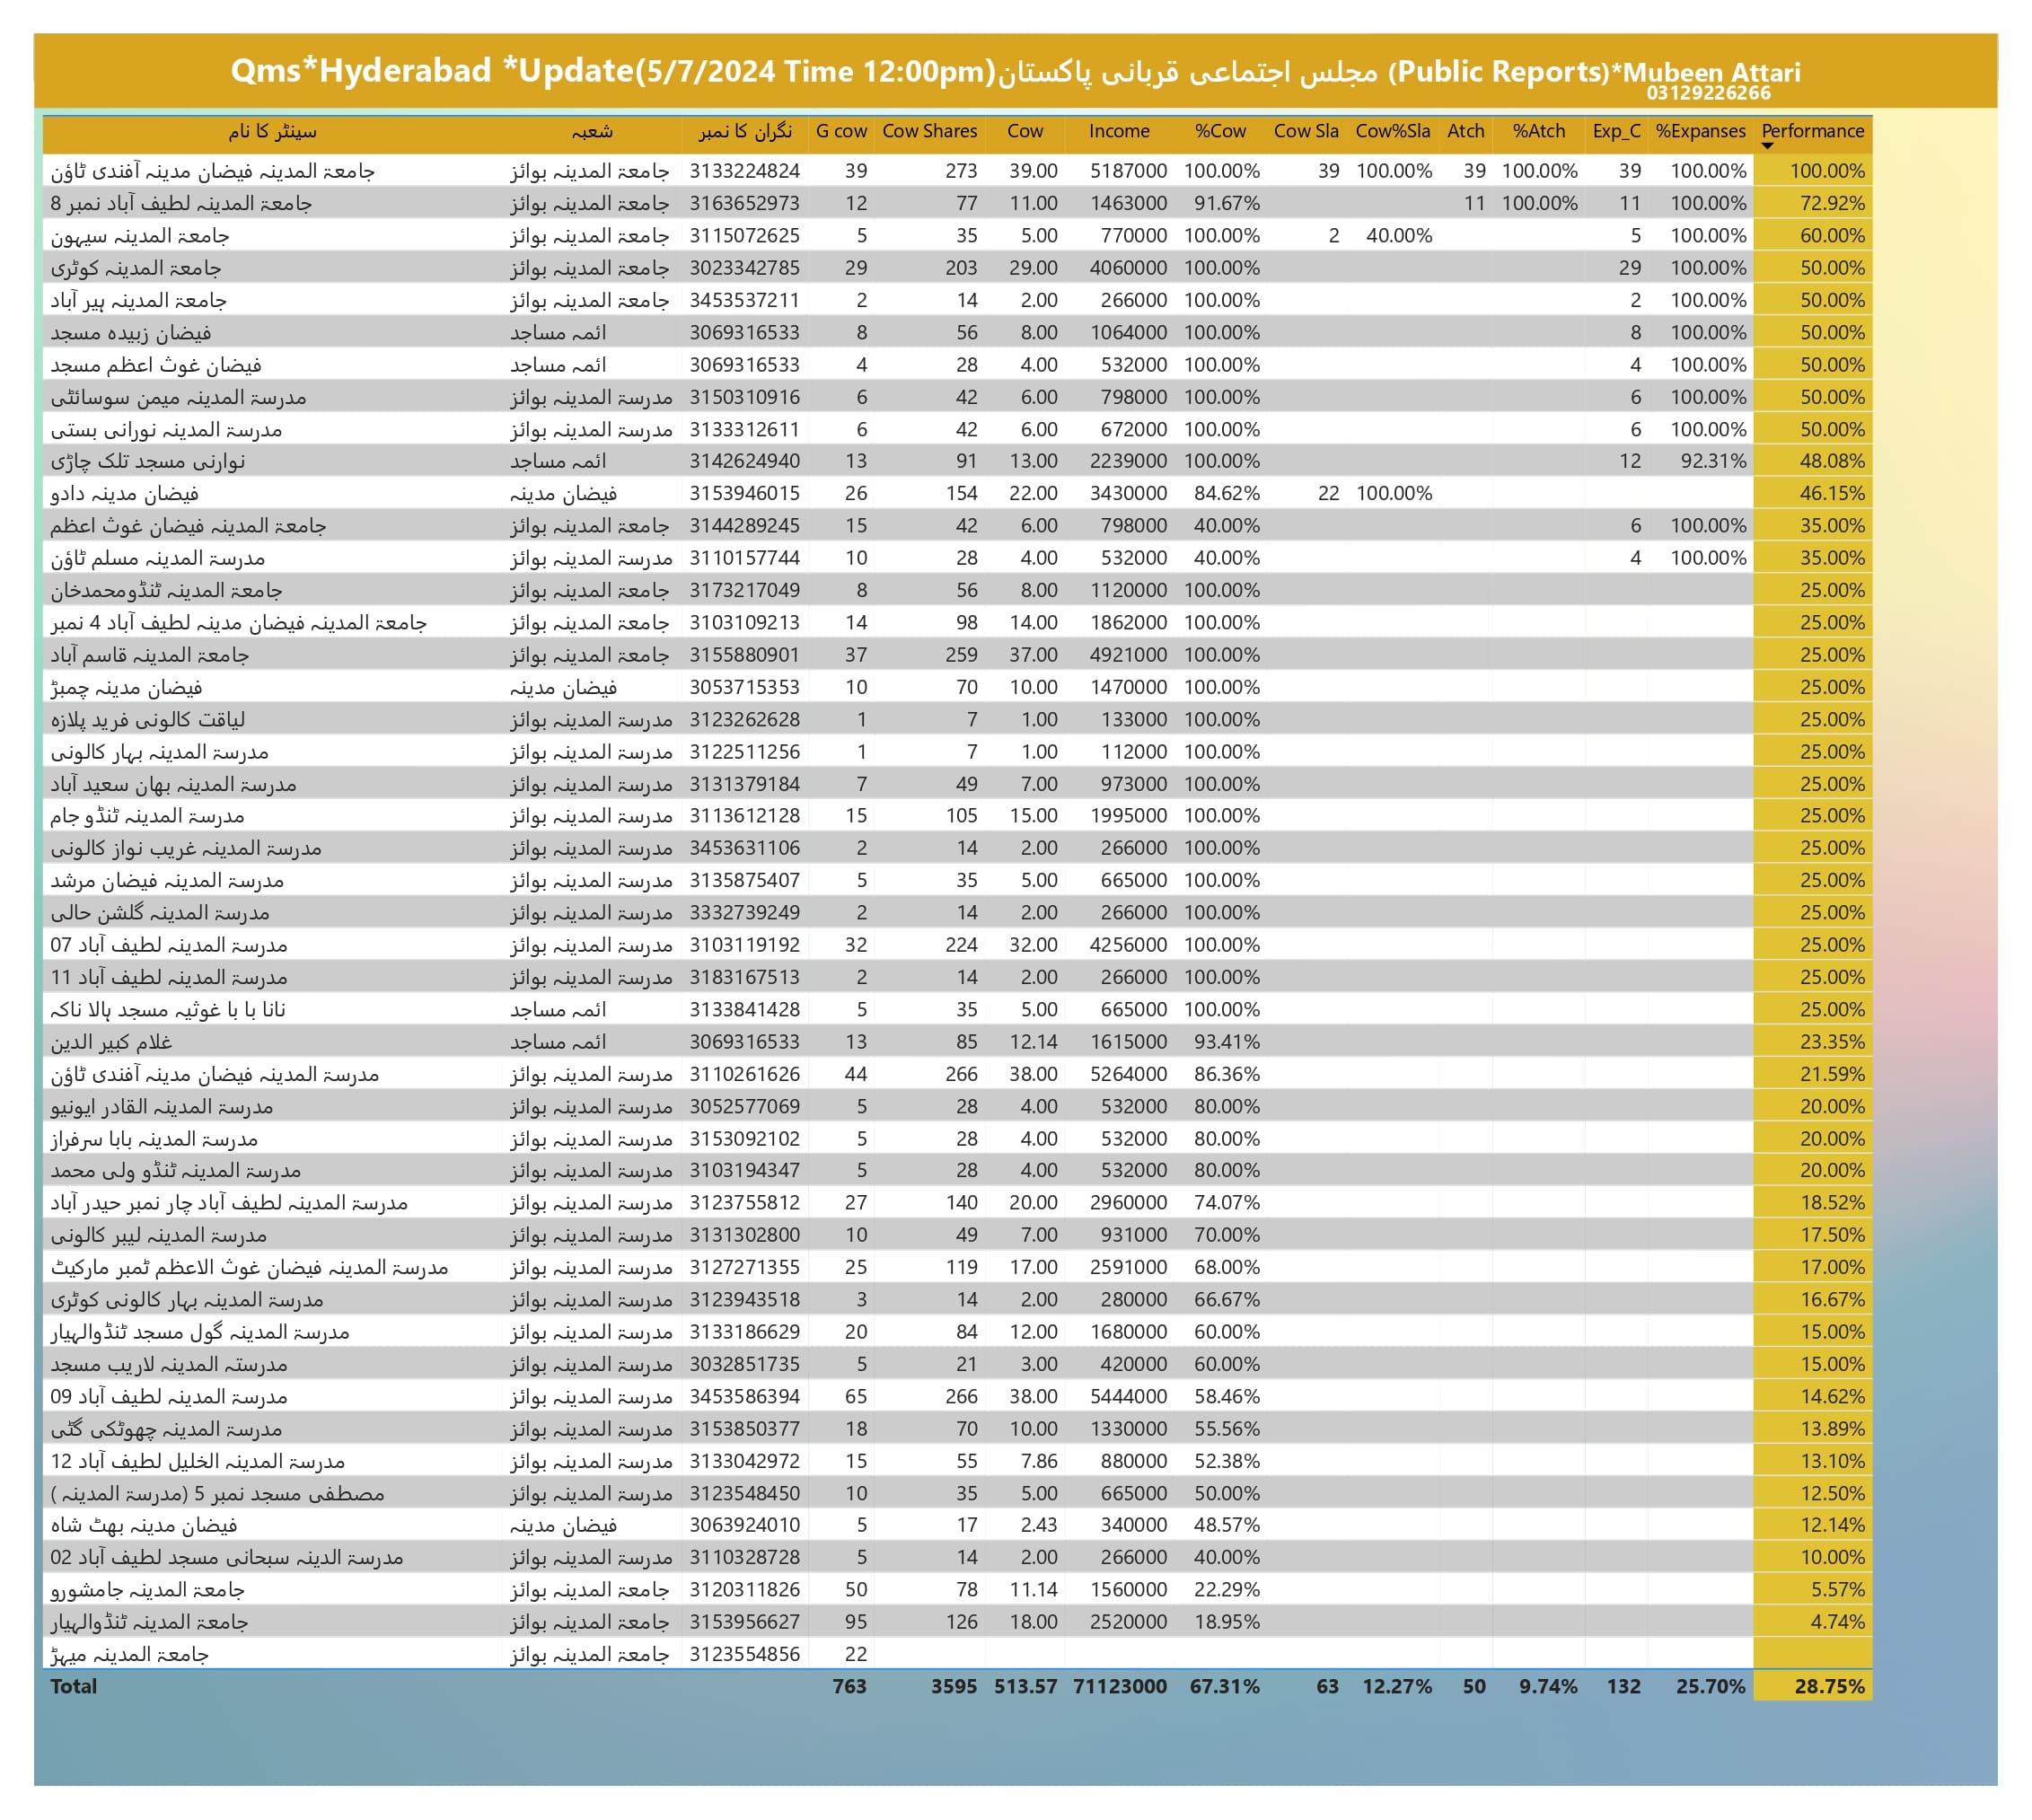 Qms*Hyderabad *Update(5/7/2024 Time 12:00pm)مجلس اجتماعی قربانی پاکستان (Public Reports)*Mubeen Attari
03129226266
سینٹر کا نام شعبہ نگران کا نمبر G cow Cow Shares Cow Income %Cow Cow Sla Cow%Sla Atch %Atch Exp_C %Expanses Performance
جامعۃ المدینہ فیضان مدینہ آفندی ٹاؤن جامعۃ المدینہ بوائز 3133224824 39 273 39.00 5187000 100.00% 39 100.00% 39 100.00% 39 100.00% 100.00%
جامعۃ المدینہ لطیف آباد نمبر 8 جامعۃ المدینہ بوائز 3163652973 12 77 11.00 1463000 91.67% 11 100.00% 11 100.00% 72.92%
جامعۃ المدینہ سیہون جامعۃ المدینہ بوائز 3115072625 5 35 5.00 770000 100.00% 2 40.00% 5 100.00% 60.00%
جامعۃ المدینہ کوٹری جامعۃ المدینہ بوائز 3023342785 29 203 29.00 4060000 100.00% 29 100.00% 50.00%
جامعۃ المدینہ ہیر آباد جامعۃ المدینہ بوائز 3453537211 2 14 2.00 266000 100.00% 2 100.00% 50.00%
فیضان زبیدہ مسجد ائمہ مساجد 3069316533 8 56 8.00 1064000 100.00% 8 100.00% 50.00%
فیضان غوث اعظم مسجد ائمہ مساجد 3069316533 4 28 4.00 532000 100.00% 4 100.00% 50.00%
مدرسۃ المدینہ میمن سوسائٹی مدرسۃ المدینہ بوائز 3150310916 6 42 6.00 798000 100.00% 6 100.00% 50.00%
مدرسۃ المدینہ نورانی بستی مدرسۃ المدینہ بوائز 3133312611 6 42 6.00 672000 100.00% 6 100.00% 50.00%
نوارنی مسجد تلک چاڑی ائمہ مساجد 3142624940 13 91 13.00 2239000 100.00% 12 92.31% 48.08%
فیضان مدینہ دادو فیضان مدینہ 3153946015 26 154 22.00 3430000 84.62% 22 100.00% 46.15%
جامعۃ المدینہ فیضان غوث اعظم جامعۃ المدینہ بوائز 3144289245 15 42 6.00 798000 40.00% 6 100.00% 35.00%
مدرسۃ المدینہ مسلم ٹاؤن مدرسۃ المدینہ بوائز 3110157744 10 28 4.00 532000 40.00% 4 100.00% 35.00%
جامعۃ المدینہ ٹنڈومحمدخان جامعۃ المدینہ بوائز 3173217049 8 56 8.00 1120000 100.00% 25.00%
جامعۃ المدینہ فیضان مدینہ لطیف آباد 4 نمبر جامعۃ المدینہ بوائز 3103109213 14 98 14.00 1862000 100.00% 25.00%
جامعۃ المدینہ قاسم آباد جامعۃ المدینہ بوائز 3155880901 37 259 37.00 4921000 100.00% 25.00%
فیضان مدینہ چمبڑ فیضان مدینہ 3053715353 10 70 10.00 1470000 100.00% 25.00%
لیاقت کالونی فرید پلازہ مدرسۃ المدینہ بوائز 3123262628 1 7 1.00 133000 100.00% 25.00%
مدرسۃ المدینہ بہار کالونی مدرسۃ المدینہ بوائز 3122511256 1 7 1.00 112000 100.00% 25.00%
مدرسۃ المدینہ بھان سعید آباد مدرسۃ المدینہ بوائز 3131379184 7 49 7.00 973000 100.00% 25.00%
مدرسۃ المدینہ ٹنڈو جام مدرسۃ المدینہ بوائز 3113612128 15 105 15.00 1995000 100.00% 25.00%
مدرسۃ المدینہ غریب نواز کالونی مدرسۃ المدینہ بوائز 3453631106 2 14 2.00 266000 100.00% 25.00%
مدرسۃ المدینہ فیضان مرشد مدرسۃ المدینہ بوائز 3135875407 5 35 5.00 665000 100.00% 25.00%
مدرسۃ المدینہ گلشن حالی مدرسۃ المدینہ بوائز 3332739249 2 14 2.00 266000 100.00% 25.00%
مدرسۃ المدینہ لطیف آباد 07 مدرسۃ المدینہ بوائز 3103119192 32 224 32.00 4256000 100.00% 25.00%
مدرسۃ المدینہ لطیف آباد 11 مدرسۃ المدینہ بوائز 3183167513 2 14 2.00 266000 100.00% 25.00%
نانا با با غوثیہ مسجد ہالا ناکہ ائمہ مساجد 3133841428 5 35 5.00 665000 100.00% 25.00%
غلام کبیر الدین ائمہ مساجد 3069316533 13 85 12.14 1615000 93.41% 23.35%
مدرسۃ المدینہ فیضان مدینہ آفندی ٹاؤن مدرسۃ المدینہ بوائز 3110261626 44 266 38.00 5264000 86.36% 21.59%
مدرسۃ المدینہ القادر ایونیو مدرسۃ المدینہ بوائز 3052577069 5 28 4.00 532000 80.00% 20.00%
مدرسۃ المدینہ بابا سرفراز مدرسۃ المدینہ بوائز 3153092102 5 28 4.00 532000 80.00% 20.00%
مدرسۃ المدینہ ٹنڈو ولی محمد مدرسۃ المدینہ بوائز 3103194347 5 28 4.00 532000 80.00% 20.00%
مدرسۃ المدینہ لطیف آباد چار نمبر حیدر آباد مدرسۃ المدینہ بوائز 3123755812 27 140 20.00 2960000 74.07% 18.52%
مدرسۃ المدینہ لیبر کالونی مدرسۃ المدینہ بوائز 3131302800 10 49 7.00 931000 70.00% 17.50%
مدرسۃ المدینہ فیضان غوث الاعظم ٹمبر مارکیٹ مدرسۃ المدینہ بوائز 3127271355 25 119 17.00 2591000 68.00% 17.00%
مدرسۃ المدینہ بہار کالونی کوٹری مدرسۃ المدینہ بوائز 3123943518 3 14 2.00 280000 66.67% 16.67%
مدرسۃ المدینہ گول مسجد ٹنڈوالہیار مدرسۃ المدینہ بوائز 3133186629 20 84 12.00 1680000 60.00% 15.00%
مدرستہ المدینہ لاریب مسجد مدرسۃ المدینہ بوائز 3032851735 5 21 3.00 420000 60.00% 15.00%
مدرسۃ المدینہ لطیف آباد 09 مدرسۃ المدینہ بوائز 3453586394 65 266 38.00 5444000 58.46% 14.62%
مدرسۃ المدینہ چھوٹکی گٹی مدرسۃ المدینہ بوائز 3153850377 18 70 10.00 1330000 55.56% 13.89%
مدرسۃ المدینہ الخلیل لطیف آباد 12 مدرسۃ المدینہ بوائز 3133042972 15 55 7.86 880000 52.38% 13.10%
مصطفی مسجد نمبر 5 (مدرسۃ المدینہ ) مدرسۃ المدینہ بوائز 3123548450 10 35 5.00 665000 50.00% 12.50%
فیضان مدینہ بھٹ شاہ فیضان مدینہ 3063924010 5 17 2.43 340000 48.57% 12.14%
مدرسۃ الدینہ سبحانی مسجد لطیف آباد 02 مدرسۃ المدینہ بوائز 3110328728 5 14 2.00 266000 40.00% 10.00%
جامعۃ المدینہ جامشورو جامعۃ المدینہ بوائز 3120311826 50 78 11.14 1560000 22.29% 5.57%
جامعۃ المدینہ ٹنڈوالہیار جامعۃ المدینہ بوائز 3153956627 95 126 18.00 2520000 18.95% 4.74%
جامعۃ المدینہ میہڑ جامعۃ المدینہ بوائز 3123554856 22
Total 763 3595 513.57 71123000 67.31% 63 12.27% 50 9.74% 132 25.70% 28.75%